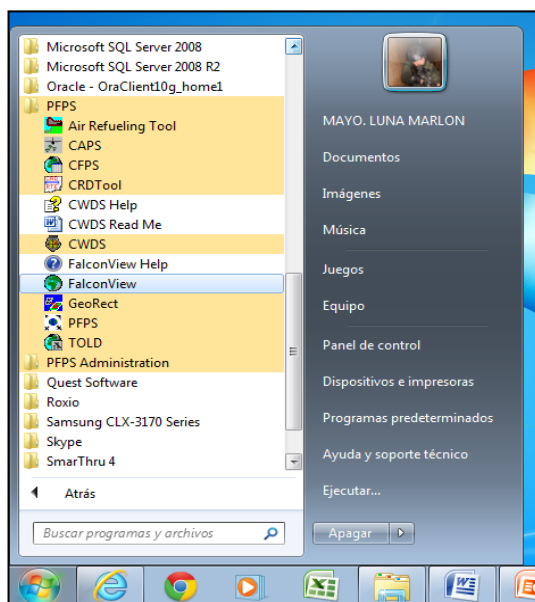 Microsoft SQL Server 2008
Microsoft SQL Server 2008 R2
Oracle - OraClient10g_home1
PFPS
Air Refueling Tool
CAPS
CFPS
CRDTool
CWDS Help
CWDS Read Me
CWDS
FalconView Help
FalconView
GeoRect
PFPS
TOLD
PFPS Administration
Quest Software
Roxio
Samsung CLX-3170 Series
Skype
SmarThru 4
Atrás
Buscar programas y archivos
MAYO. LUNA MARLON
Documentos
Imágenes
Música
Juegos
Equipo
Panel de control
Dispositivos e impresoras
Programas predeterminados
Ayuda y soporte técnico
Ejecutar...
Apagar